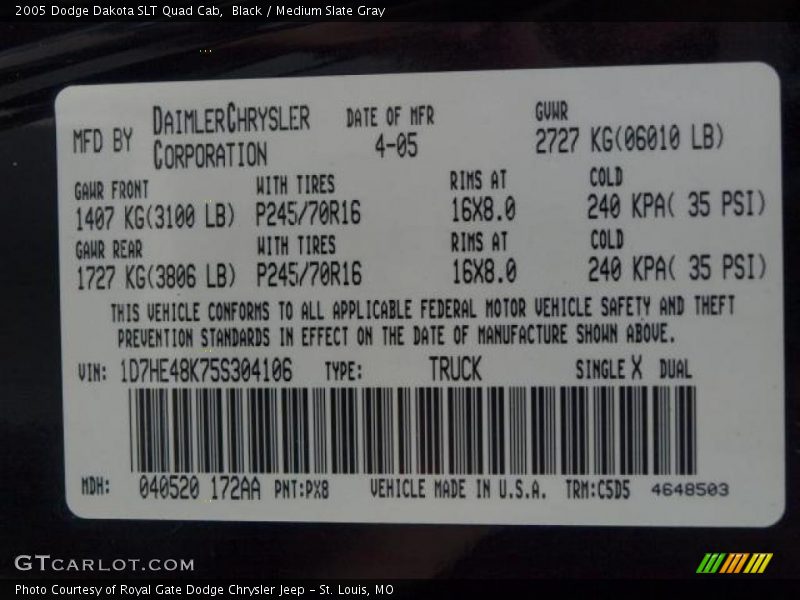 2005 Dodge Dakota SLT Quad Cab,  Black / Medium Slate Gray
MFD BY DAIMLERCHRYSLER CORPORATION DATE OF MFR 4-05 GVWR 2727 KG(06010 LB)
GAWR FRONT WITH TIRES RIMS AT COLD
1407 KG(3100 LB) P245/70R16 16X8.0 240 KPA( 35 PSI)
GAWR REAR WITH TIRES RIMS AT COLD
1727 KG(3806 LB) P245/70R16 16X8.0 240 KPA( 35 PSI)
THIS VEHICLE CONFORMS TO ALL APPLICABLE FEDERAL MOTOR VEHICLE SAFETY AND THEFT
PREVENTION STANDARDS IN EFFECT ON THE DATE OF MANUFACTURE SHOWN ABOVE.
VIN: 1D7HE48K75S304106 TYPE: TRUCK SINGLE X DUAL
MDH: 040520 172AA PNT:PX8 VEHICLE MADE IN U.S.A. TRM:C5D5 4648503
GTCARLOT.COM
Photo Courtesy of Royal Gate Dodge Chrysler Jeep - St. Louis, MO